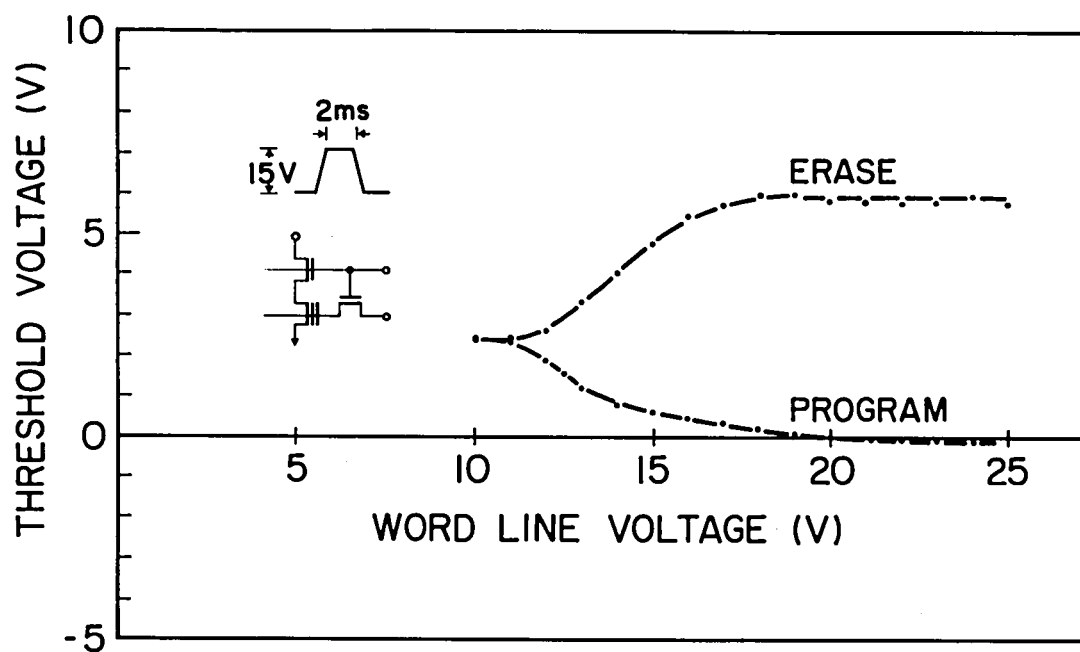 10
THRESHOLD VOLTAGE (V)
2ms
15V
ERASE
5
PROGRAM
0
5
10
15
20
25
WORD LINE VOLTAGE (V)
-5